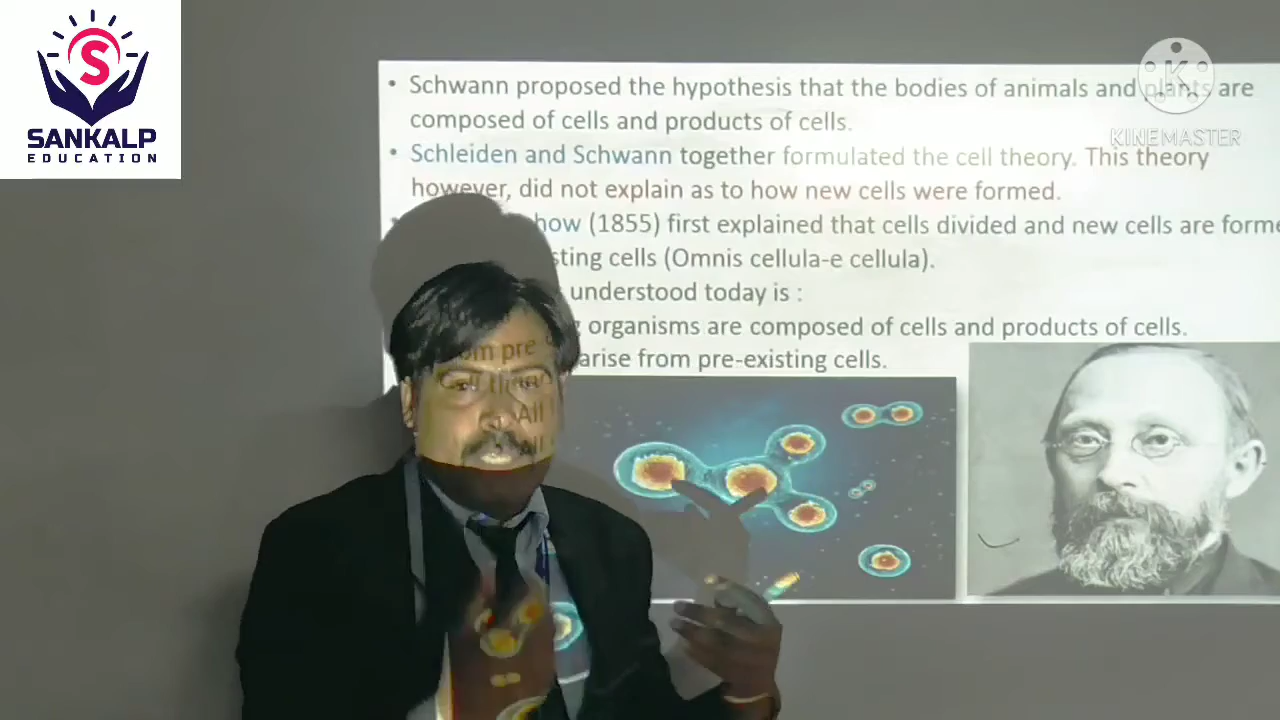 S
SANKALP
EDUCATION
KINEMASTER
• Schwann proposed the hypothesis that the bodies of animals and plants are
composed of cells and products of cells.
• Schleiden and Schwann together formulated the cell theory. This theory
however, did not explain as to how new cells were formed.
how (1855) first explained that cells divided and new cells are forme
sting cells (Omnis cellula-e cellula).
understood today is :
organisms are composed of cells and products of cells.
arise from pre-existing cells.
om pre
All